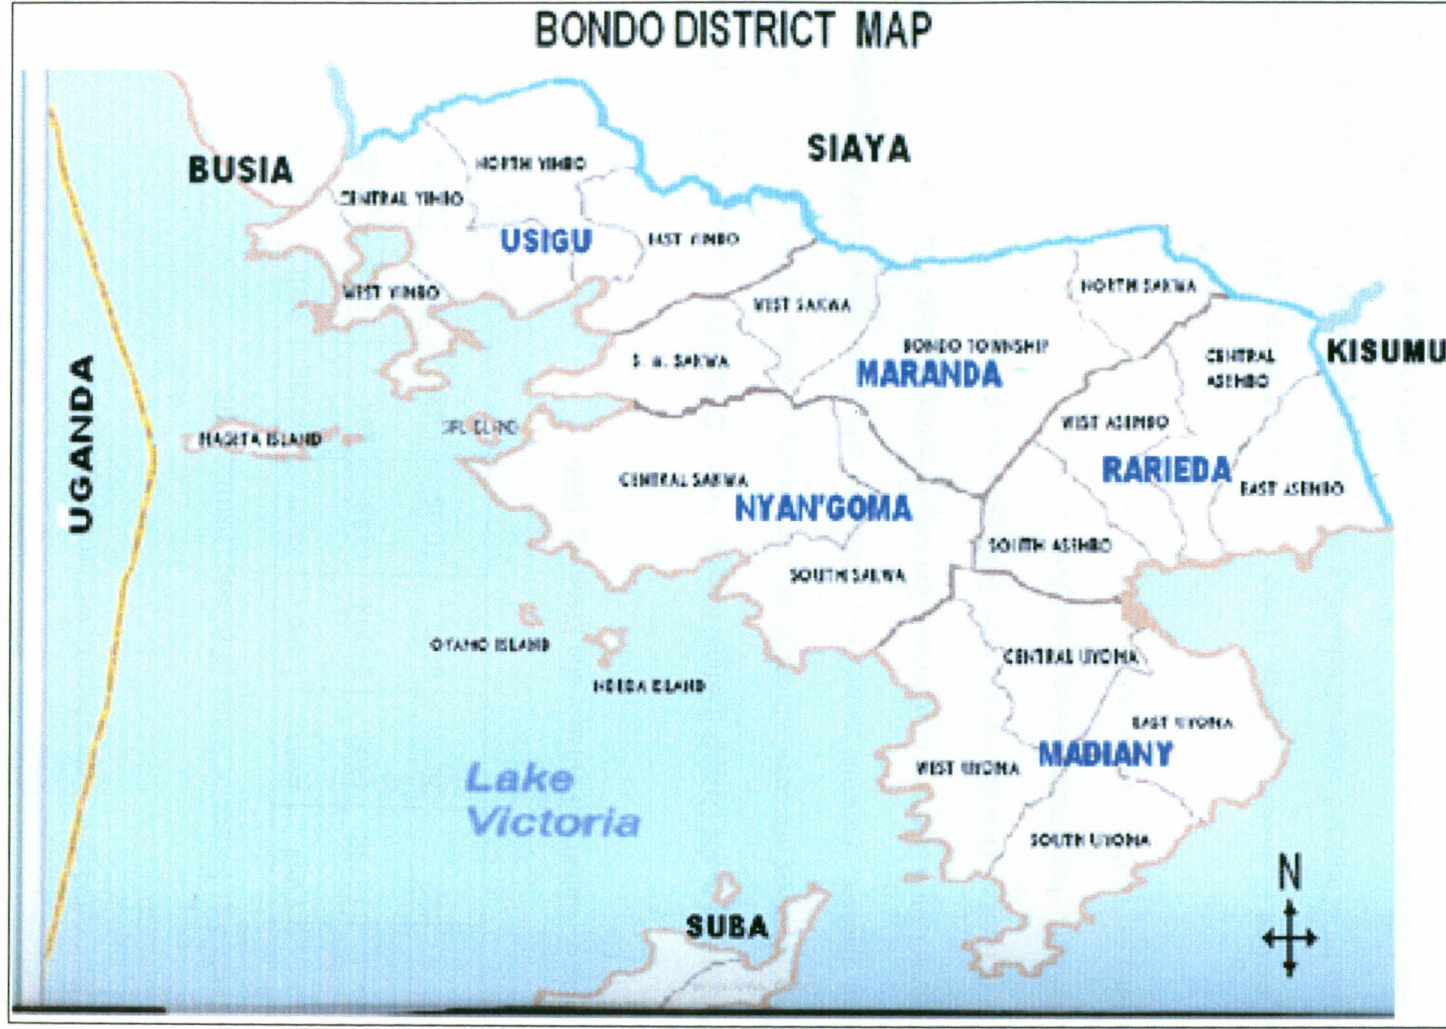 BONDO DISTRICT MAP
SIAYA
BUSIA
NORTH YIMBO
CENTRAL YIMBO
USIGU
EAST YIMBO
WEST YIMBO
WEST SAKWA
NORTH SAKWA
BONDO TOWNSHIP
MARANDA
S. W. SAKWA
CENTRAL
ASEMBO
KISUMU
UGANDA
MAGETA ISLAND
WEST ASEMBO
RARIEDA
EAST ASEMBO
CENTRAL SAKWA
NYAN'GOMA
SOUTH ASEMBO
SOUTH SAKWA
OYAMO ISLAND
ISLAND
CENTRAL UYOMA
EAST UYOMA
MADIANY
WEST UYOMA
Lake
Victoria
SOUTH UYOMA
N
SUBA